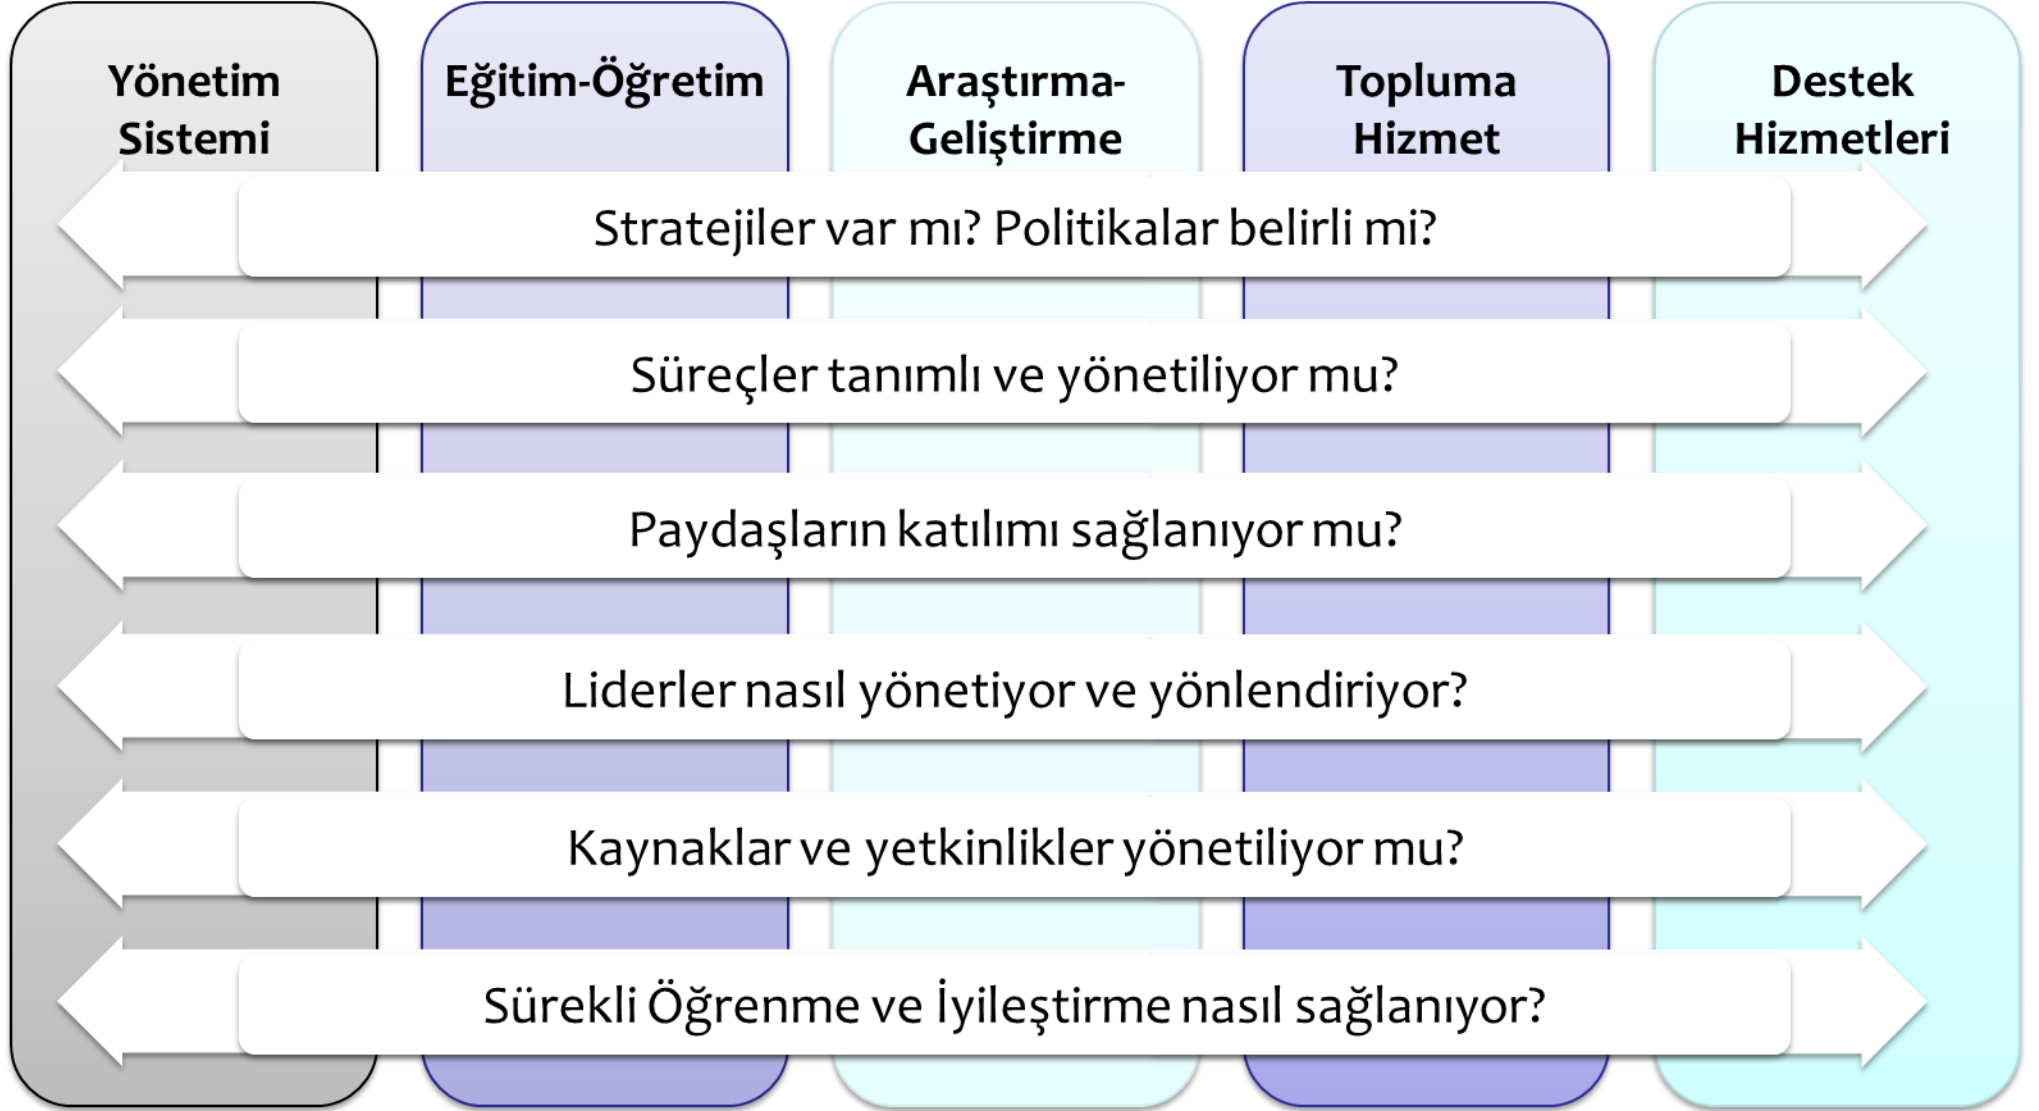 Yönetim
Sistemi
Eğitim-Öğretim
Araştırma-
Geliştirme
Topluma
Hizmet
Destek
Hizmetleri
Stratejiler var mı? Politikalar belirli mi?
Süreçler tanımlı ve yönetiliyor mu?
Paydaşların katılımı sağlanıyor mu?
Liderler nasıl yönetiyor ve yönlendiriyor?
Kaynaklar ve yetkinlikler yönetiliyor mu?
Sürekli Öğrenme ve İyileştirme nasıl sağlanıyor?